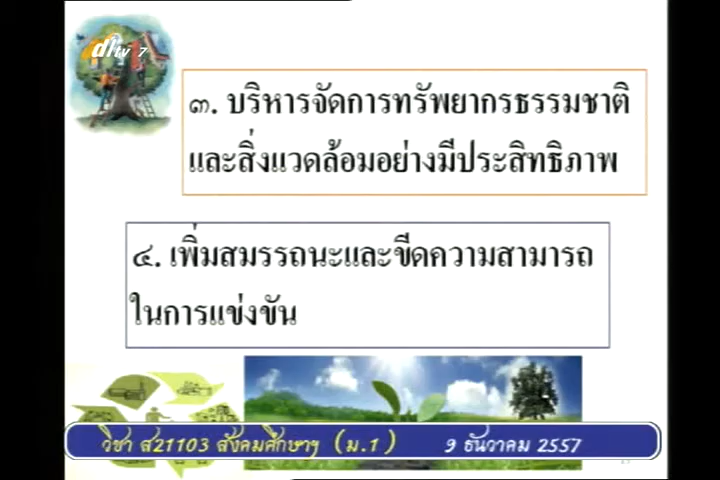 dltv 7
๓. บริหารจัดการทรัพยากรธรรมชาติ
และสิ่งแวดล้อมอย่างมีประสิทธิภาพ
๔. เพิ่มสมรรถนะและขีดความสามารถ
ในการแข่งขัน
วิชา ส21103 สังคมศึกษาฯ (ม.1) 9 ธันวาคม 2557